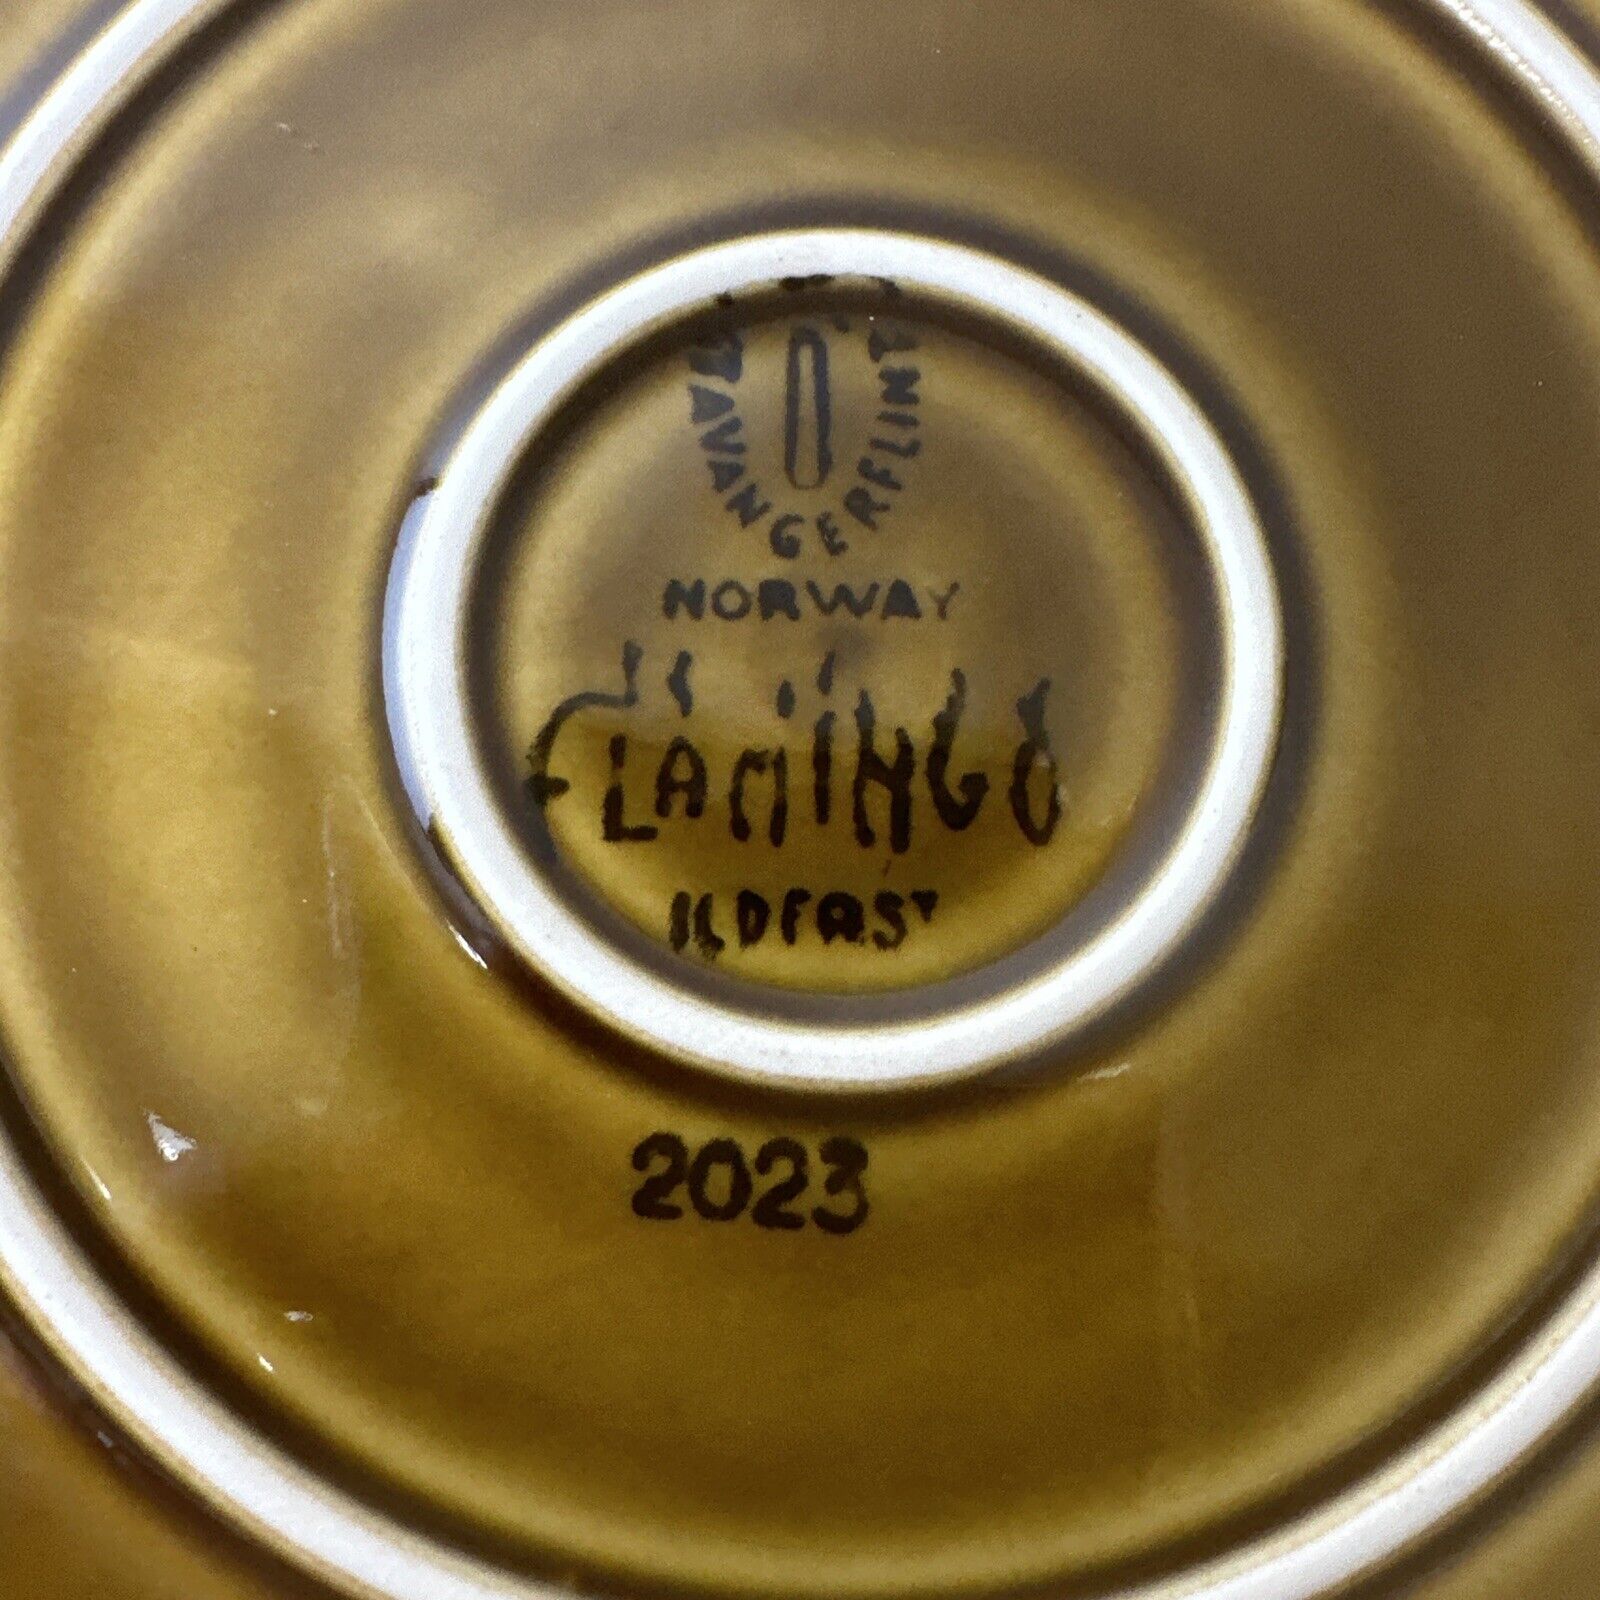 STAVANGERFLINT
NORWAY
FLAMINGO
ILDFAST
2023